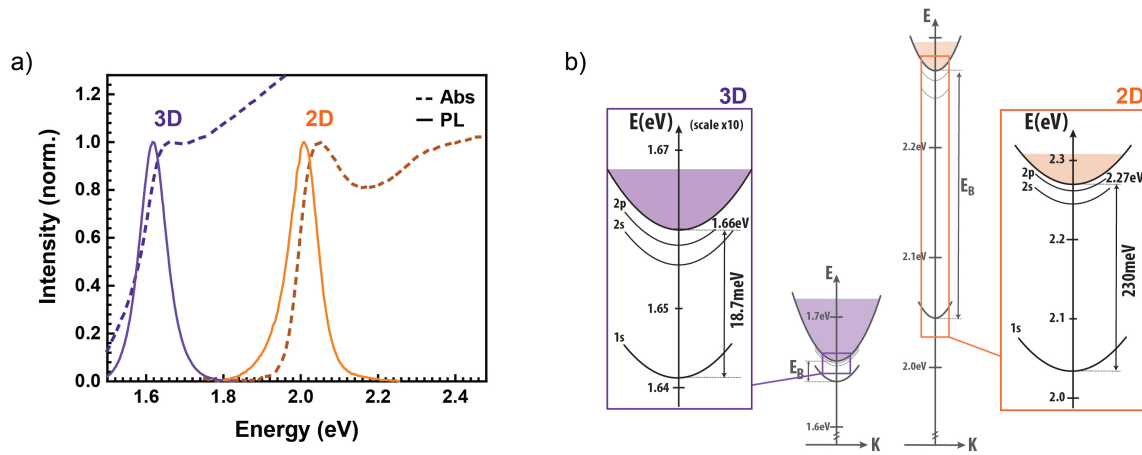 a)
Intensity (norm.)
1.2
1.0
0.8
0.6
0.4
0.2
0.0
3D
2D
Abs
PL
1.6
1.8
2.0
2.2
2.4
Energy (eV)
b)
3D
E(eV)
(scale x10)
1.67
2p
2s
1.66eV
1.65
18.7meV
1s
1.64
E
1.7eV
E_B
1.6eV
K
E
2.2eV
E_B
2.1eV
2.0eV
K
2D
E(eV)
2.3
2p
2s
2.27eV
2.2
230meV
2.1
1s
2.0